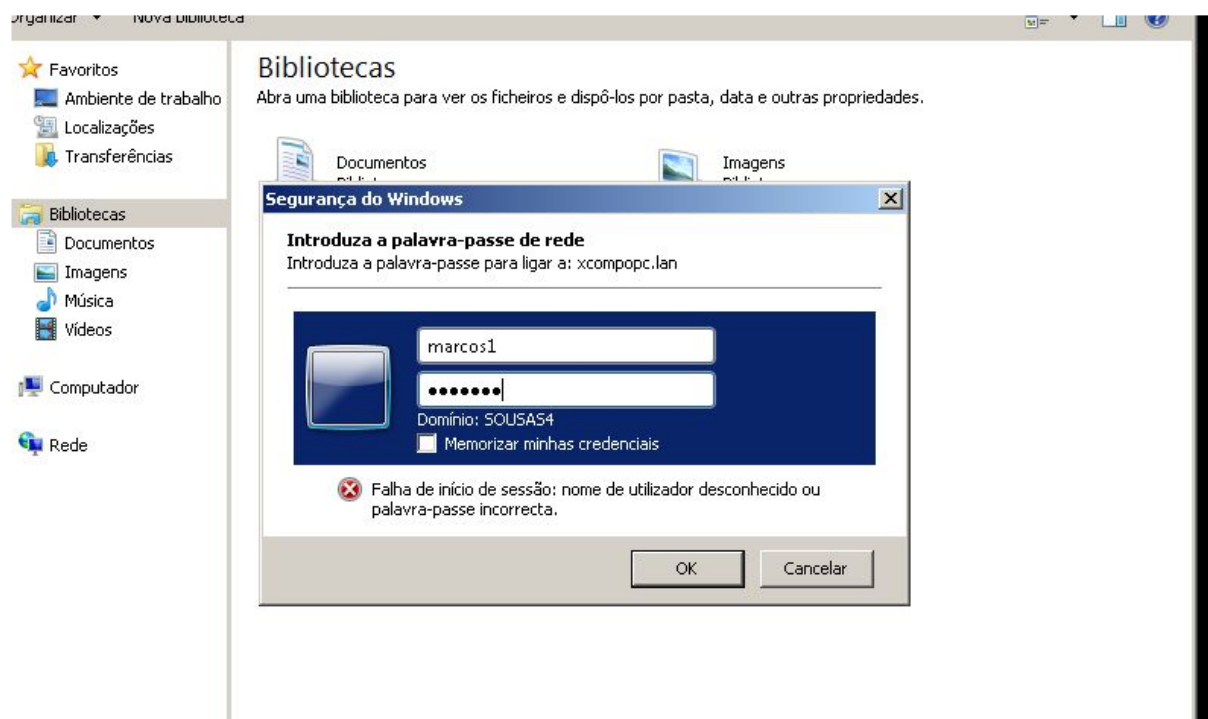 Organizar Nova biblioteca
Favoritos
Ambiente de trabalho
Localizações
Transferências
Bibliotecas
Documentos
Imagens
Música
Vídeos
Computador
Rede
Bibliotecas
Abra uma biblioteca para ver os ficheiros e dispô-los por pasta, data e outras propriedades.
Documentos
Imagens
Segurança do Windows
Introduza a palavra-passe de rede
Introduza a palavra-passe para ligar a: xcompopc.lan
marcos1
Domínio: SOUSAS4
Memorizar minhas credenciais
Falha de início de sessão: nome de utilizador desconhecido ou
palavra-passe incorrecta.
OK Cancelar